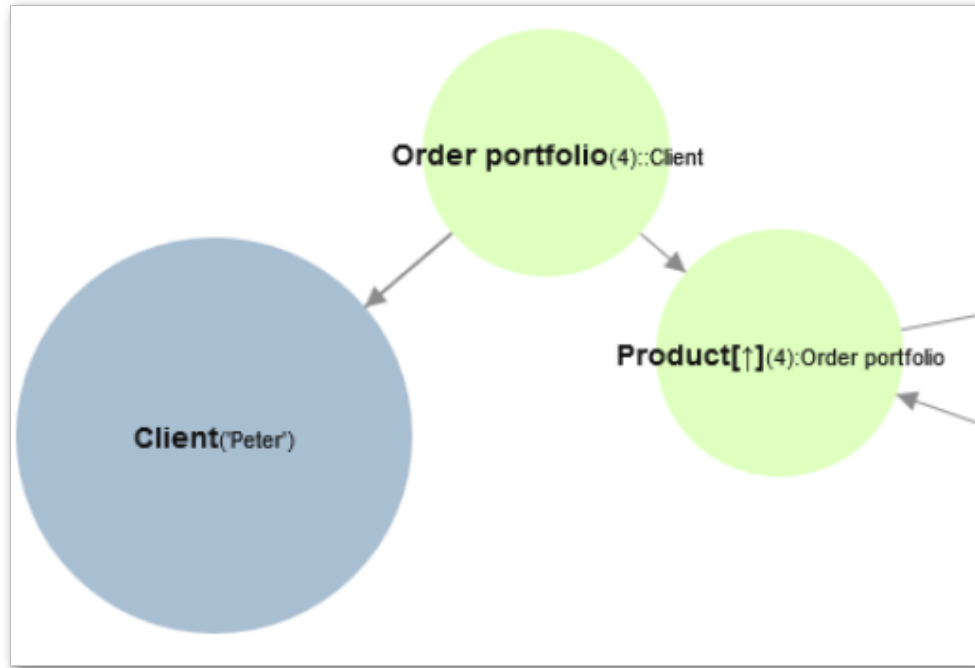 Order portfolio(4)::Client
Product[↑](4):Order portfolio
Client('Peter')